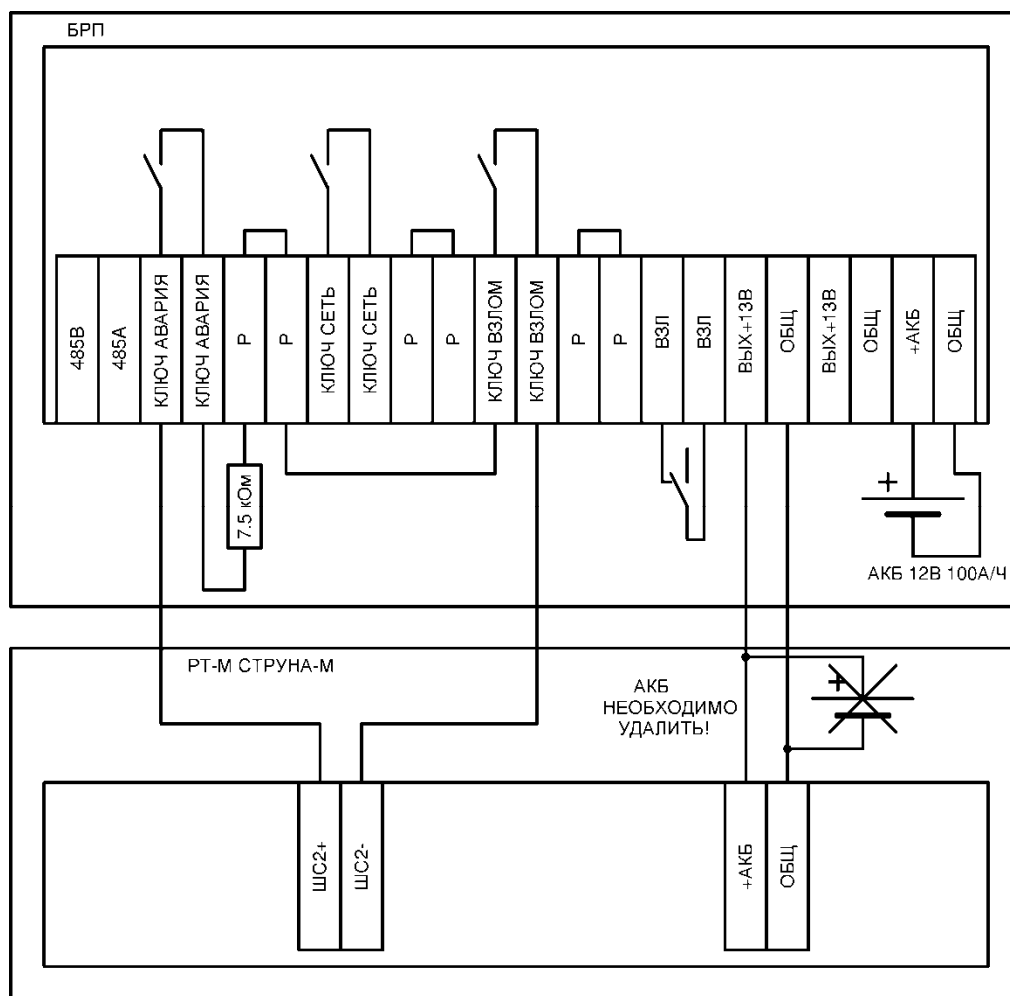 БРП
485В
485А
КЛЮЧ АВАРИЯ
КЛЮЧ АВАРИЯ
Р
Р
КЛЮЧ СЕТЬ
КЛЮЧ СЕТЬ
Р
Р
КЛЮЧ ВЗЛОМ
КЛЮЧ ВЗЛОМ
Р
Р
ВЗЛ
ВЗЛ
ВЫХ+13В
ОБЩ
ВЫХ+13В
ОБЩ
+АКБ
ОБЩ
7.5 кОм
+
АКБ 12В 100А/Ч
РТ-М СТРУНА-М
АКБ
НЕОБХОДИМО
УДАЛИТЬ!
+
ШС2+
ШС2-
+АКБ
ОБЩ